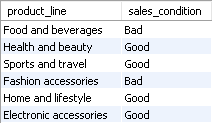 product_line sales_condition
Food and beverages Bad
Health and beauty Good
Sports and travel Good
Fashion accessories Bad
Home and lifestyle Good
Electronic accessories Good